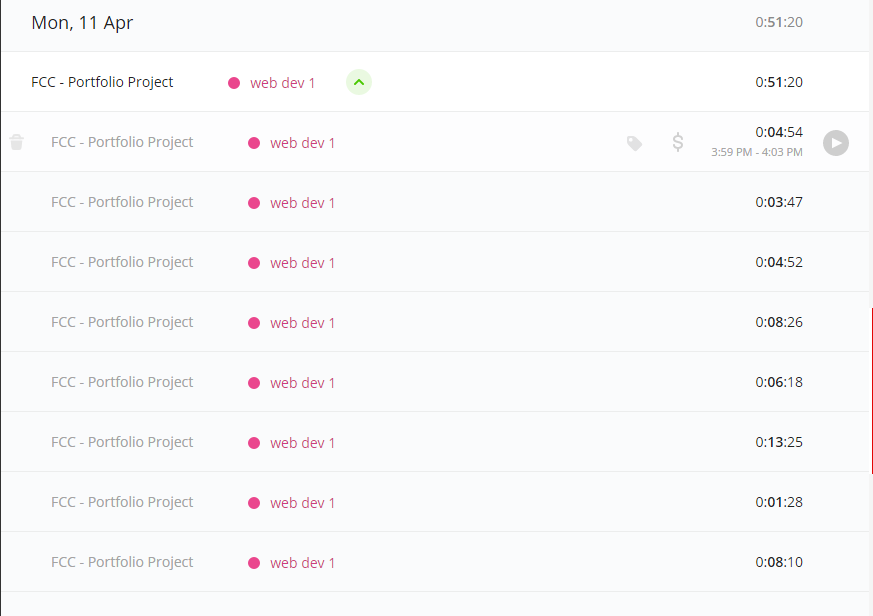 Mon, 11 Apr 0:51:20
FCC - Portfolio Project web dev 1 0:51:20
FCC - Portfolio Project web dev 1 $ 0:04:54
3:59 PM - 4:03 PM
FCC - Portfolio Project web dev 1 0:03:47
FCC - Portfolio Project web dev 1 0:04:52
FCC - Portfolio Project web dev 1 0:08:26
FCC - Portfolio Project web dev 1 0:06:18
FCC - Portfolio Project web dev 1 0:13:25
FCC - Portfolio Project web dev 1 0:01:28
FCC - Portfolio Project web dev 1 0:08:10